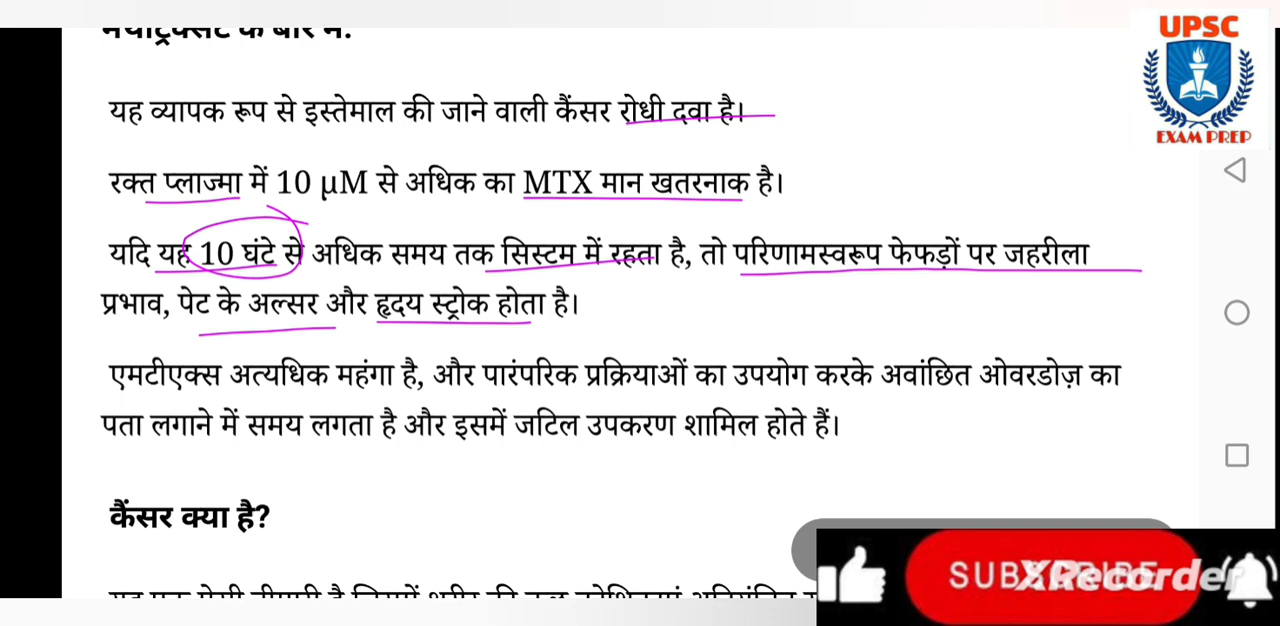 के बारे में:
UPSC
EXAM PREP
यह व्यापक रूप से इस्तेमाल की जाने वाली कैंसर रोधी दवा है।
रक्त प्लाज्मा में 10 µM से अधिक का MTX मान खतरनाक है।
यदि यह 10 घंटे से अधिक समय तक सिस्टम में रहता है, तो परिणामस्वरूप फेफड़ों पर जहरीला
प्रभाव, पेट के अल्सर और हृदय स्ट्रोक होता है।
एमटीएक्स अत्यधिक महंगा है, और पारंपरिक प्रक्रियाओं का उपयोग करके अवांछित ओवरडोज़ का
पता लगाने में समय लगता है और इसमें जटिल उपकरण शामिल होते हैं।
कैंसर क्या है?
SUBSCRIBE
XRecorder